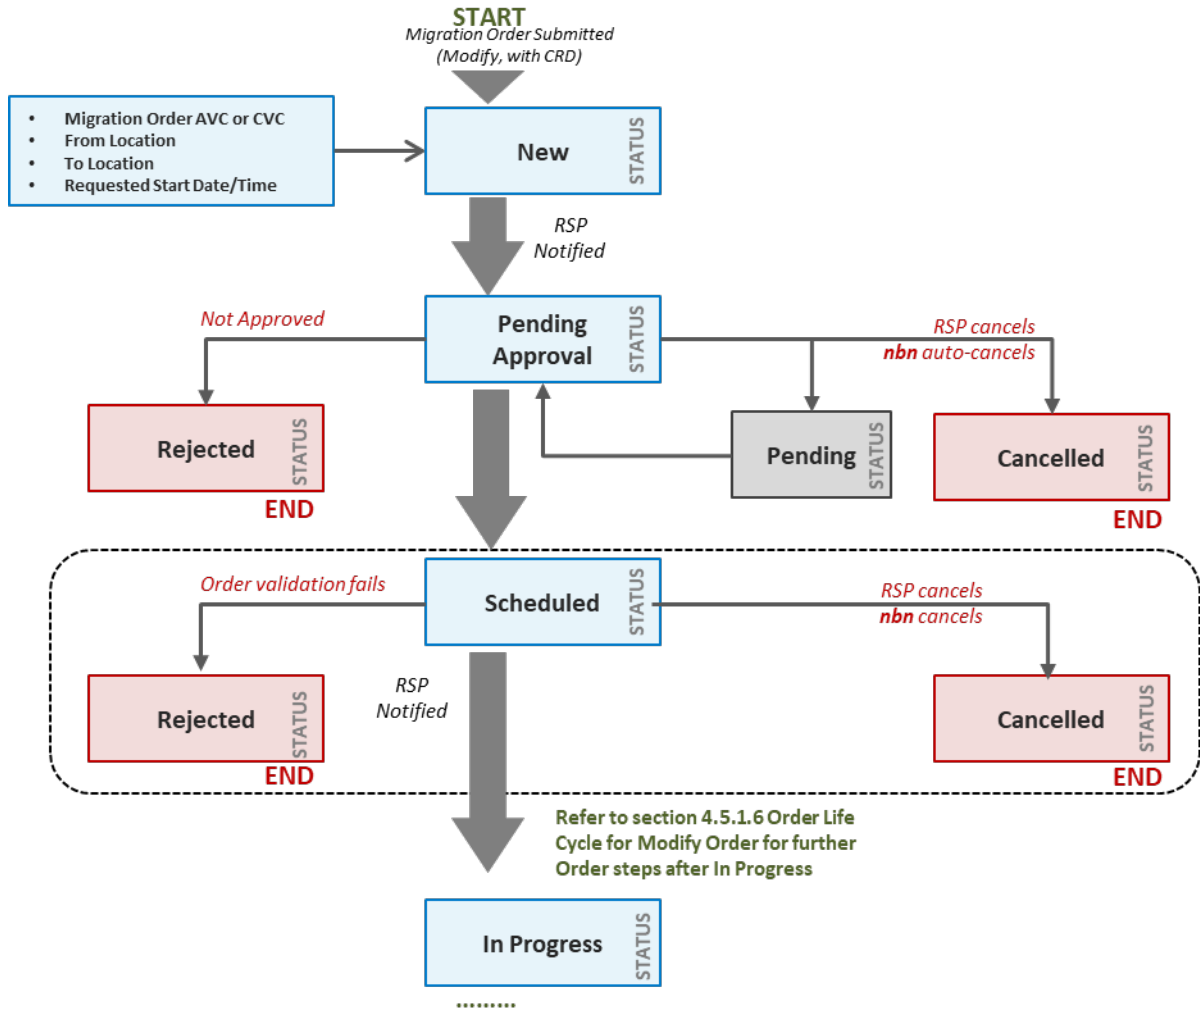 START
Migration Order Submitted
(Modify, with CRD)
• Migration Order AVC or CVC
• From Location
• To Location
• Requested Start Date/Time
New
STATUS
RSP
Notified
Pending
Approval
STATUS
Not Approved
RSP cancels
nbn auto-cancels
Rejected
STATUS
END
Pending
STATUS
Cancelled
STATUS
END
Order validation fails
Scheduled
STATUS
RSP cancels
nbn cancels
Rejected
STATUS
END
RSP
Notified
Cancelled
STATUS
END
Refer to section 4.5.1.6 Order Life
Cycle for Modify Order for further
Order steps after In Progress
In Progress
STATUS
.........